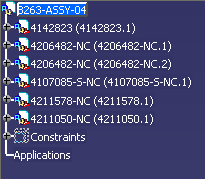 8263-ASSY-04
4142823 (4142823.1)
4206482-NC (4206482-NC.1)
4206482-NC (4206482-NC.2)
4107085-S-NC (4107085-S-NC.1)
4211578-NC (4211578.1)
4211050-NC (4211050.1)
Constraints
Applications